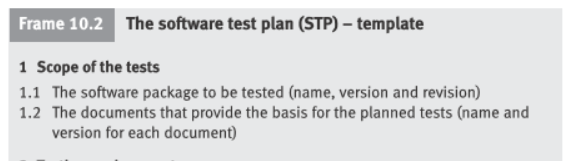 Frame 10.2 The software test plan (STP) – template
1 Scope of the tests
1.1 The software package to be tested (name, version and revision)
1.2 The documents that provide the basis for the planned tests (name and
version for each document)